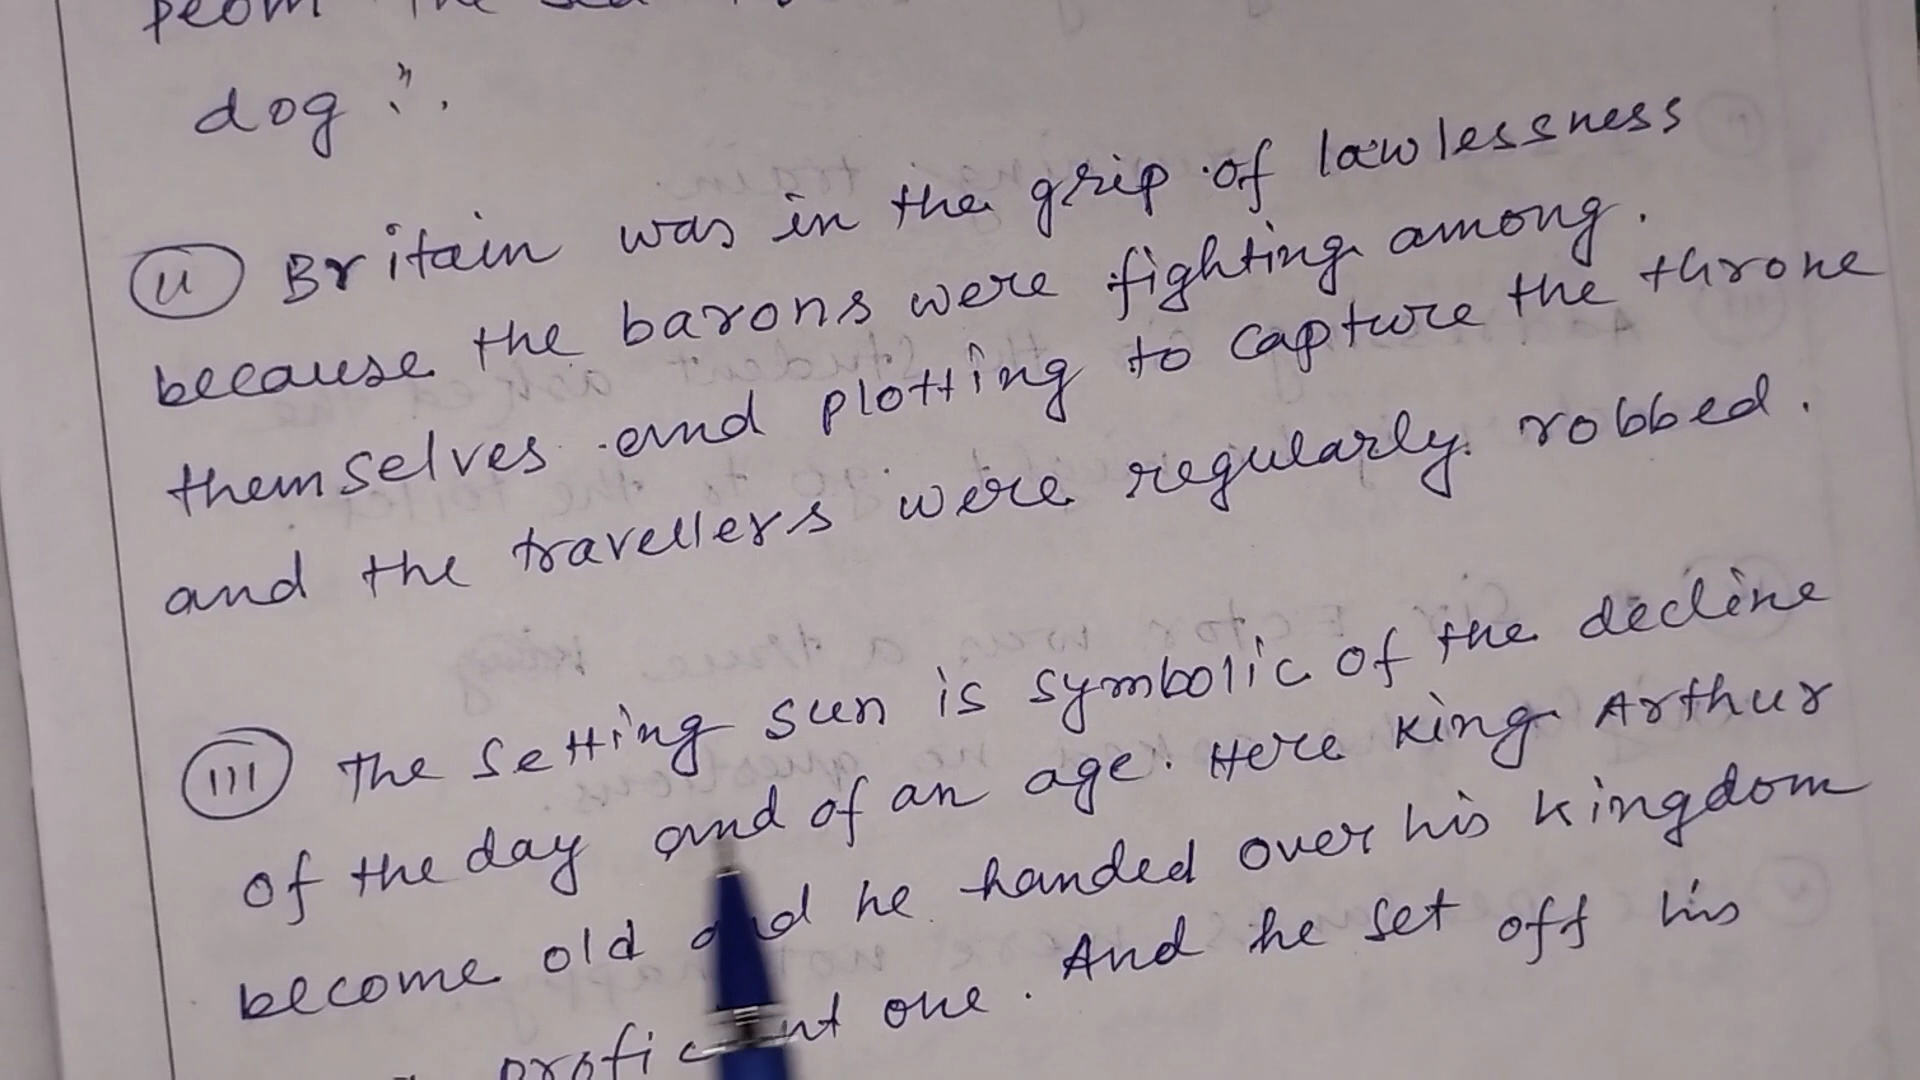 dog".
(ii) Britain was in the grip of lawlessness
because the barons were fighting among
themselves and plotting to capture the throne
and the travellers were regularly robbed.
(iii) The setting sun is symbolic of the decline
of the day and of an age. Here King Arthur
become old and he handed over his kingdom
proficient one. And he set off his